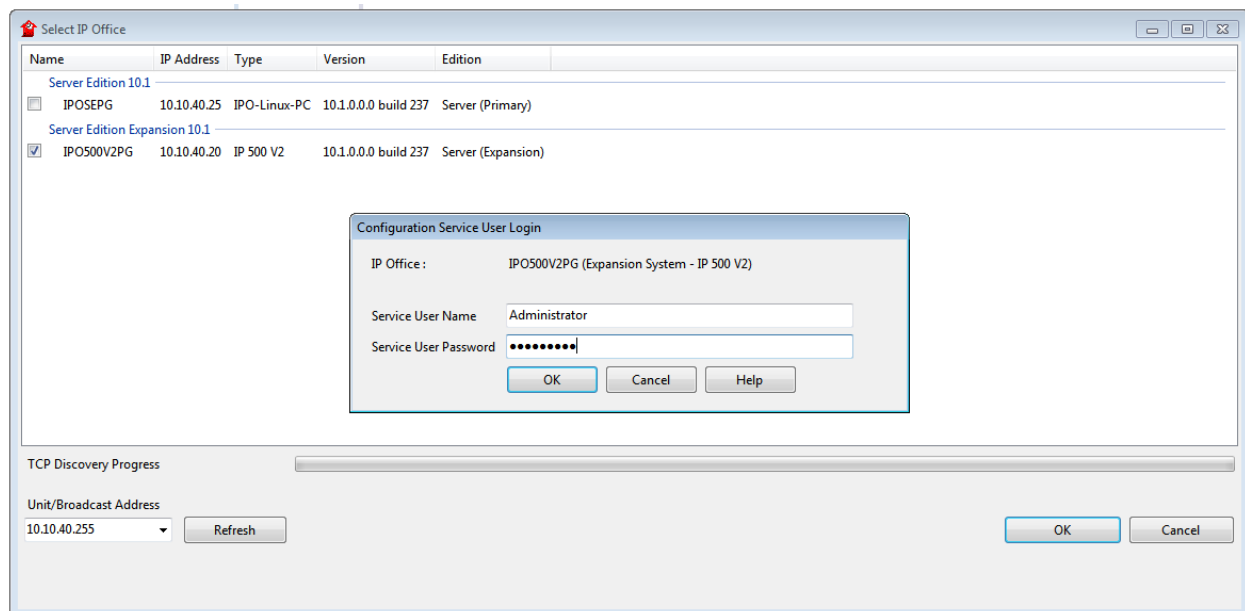 Select IP Office
Name IP Address Type Version Edition
Server Edition 10.1
IPOSEPG 10.10.40.25 IPO-Linux-PC 10.1.0.0.0 build 237 Server (Primary)
Server Edition Expansion 10.1
IPO500V2PG 10.10.40.20 IP 500 V2 10.1.0.0.0 build 237 Server (Expansion)
Configuration Service User Login
IP Office : IPO500V2PG (Expansion System - IP 500 V2)
Service User Name Administrator
Service User Password •••••••••
OK Cancel Help
TCP Discovery Progress
Unit/Broadcast Address
10.10.40.255 Refresh OK Cancel